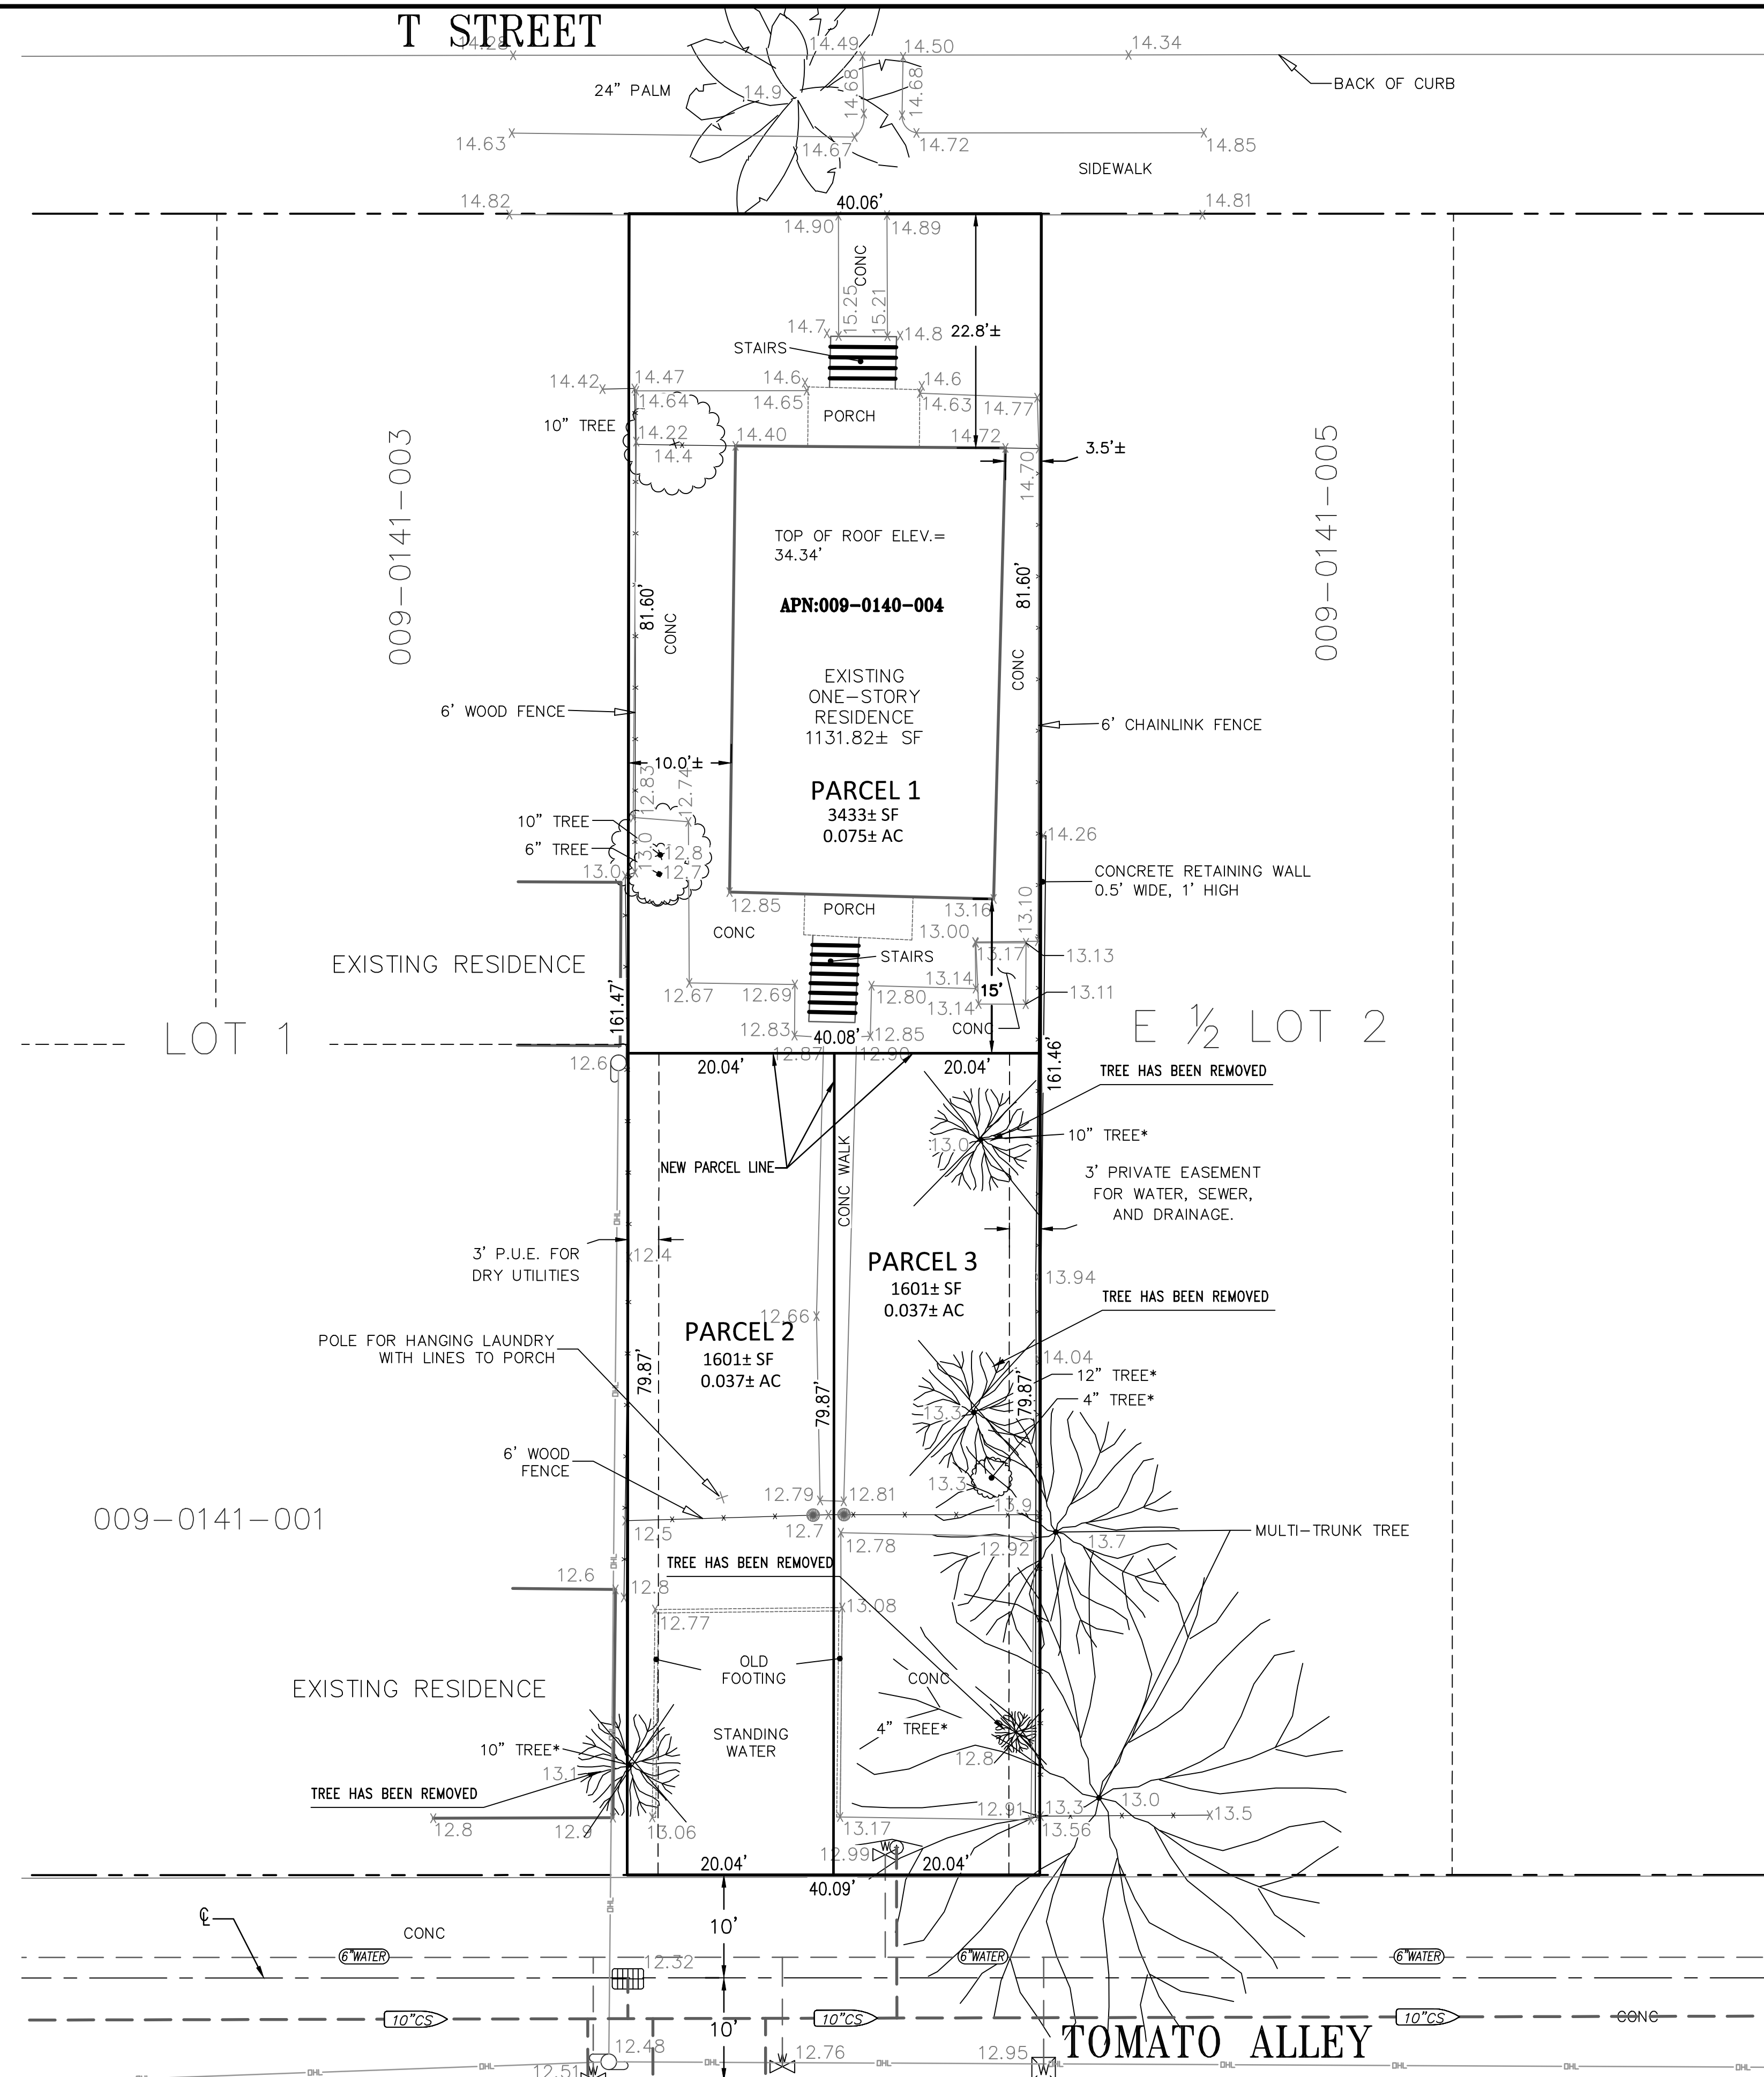 T STREET
14.28
14.49
14.50
14.34
24" PALM
14.9
14.68
14.68
BACK OF CURB
14.63
14.67
14.72
14.85
SIDEWALK
14.82
40.06'
14.81
14.90
14.89
CONC
15.25
15.21
14.7
14.8
22.8'±
STAIRS
14.42
14.47
14.6
14.6
14.64
14.65
14.63
14.77
10" TREE
PORCH
14.22
14.40
14.72
14.4
14.70
3.5'±
009-0141-003
009-0141-005
TOP OF ROOF ELEV.=
34.34'
81.60'
81.60'
APN:009-0140-004
CONC
CONC
EXISTING
ONE-STORY
RESIDENCE
1131.82± SF
6' WOOD FENCE
6' CHAINLINK FENCE
10.0'±
12.83
12.74
PARCEL 1
3433± SF
0.075± AC
10" TREE
14.26
6" TREE
13.0
12.8
13.0
12.7
CONCRETE RETAINING WALL
0.5' WIDE, 1' HIGH
12.85
PORCH
13.16
13.10
CONC
13.00
EXISTING RESIDENCE
STAIRS
13.17
13.13
12.67
12.69
12.80
13.14
15'
13.11
161.47'
13.14
LOT 1
E ½ LOT 2
12.83
40.08'
12.85
CONC
12.87
12.90
12.6
20.04'
20.04'
161.46'
TREE HAS BEEN REMOVED
13.0
10" TREE*
NEW PARCEL LINE
CONC WALK
3' PRIVATE EASEMENT
FOR WATER, SEWER,
AND DRAINAGE.
OHL
3' P.U.E. FOR
DRY UTILITIES
12.4
PARCEL 3
1601± SF
0.037± AC
13.94
TREE HAS BEEN REMOVED
12.66
PARCEL 2
1601± SF
0.037± AC
POLE FOR HANGING LAUNDRY
WITH LINES TO PORCH
14.04
12" TREE*
4" TREE*
79.87'
79.87'
79.87'
OHL
13.3
6' WOOD
FENCE
13.3
12.79
12.81
13.9
009-0141-001
12.5
12.7
12.78
12.92
13.7
MULTI-TRUNK TREE
TREE HAS BEEN REMOVED
OHL
12.6
12.8
12.77
13.08
OLD
FOOTING
CONC
EXISTING RESIDENCE
STANDING
WATER
4" TREE*
10" TREE*
12.8
13.1
TREE HAS BEEN REMOVED
12.8
12.9
13.06
13.17
12.91
13.3
13.0
13.5
13.56
12.99
W
20.04'
20.04'
40.09'
OHL
℄
CONC
10'
6"WATER
6"WATER
6"WATER
12.32
10"CS
10"CS
10"CS
CONC
10'
TOMATO ALLEY
12.48
12.76
12.95
12.51
W
W
W
OHL
OHL
OHL
OHL
OHL
OHL
OHL